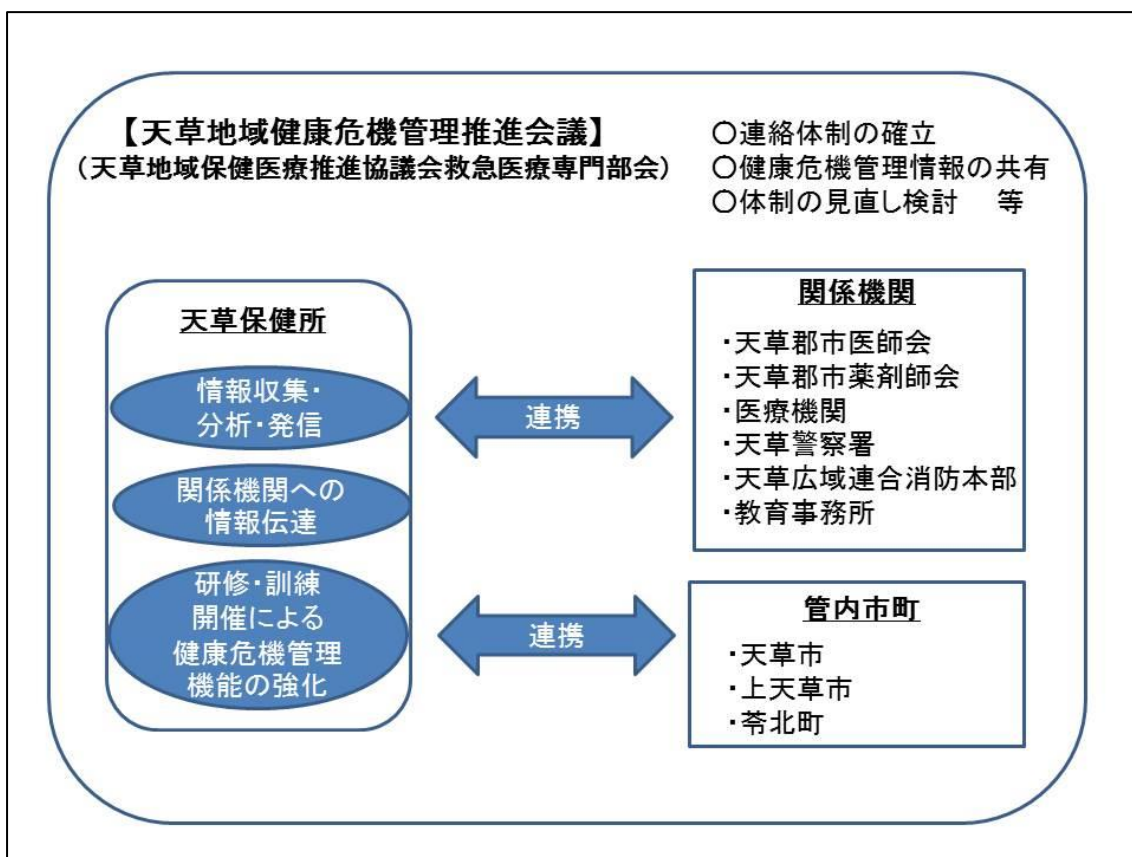 【天草地域健康危機管理推進会議】
(天草地域保健医療推進協議会救急医療専門部会)
○連絡体制の確立
○健康危機管理情報の共有
○体制の見直し検討　等
天草保健所
情報収集・
分析・発信
関係機関への
情報伝達
研修・訓練
開催による
健康危機管理
機能の強化
連携
連携
関係機関
・天草郡市医師会
・天草郡市薬剤師会
・医療機関
・天草警察署
・天草広域連合消防本部
・教育事務所
管内市町
・天草市
・上天草市
・苓北町